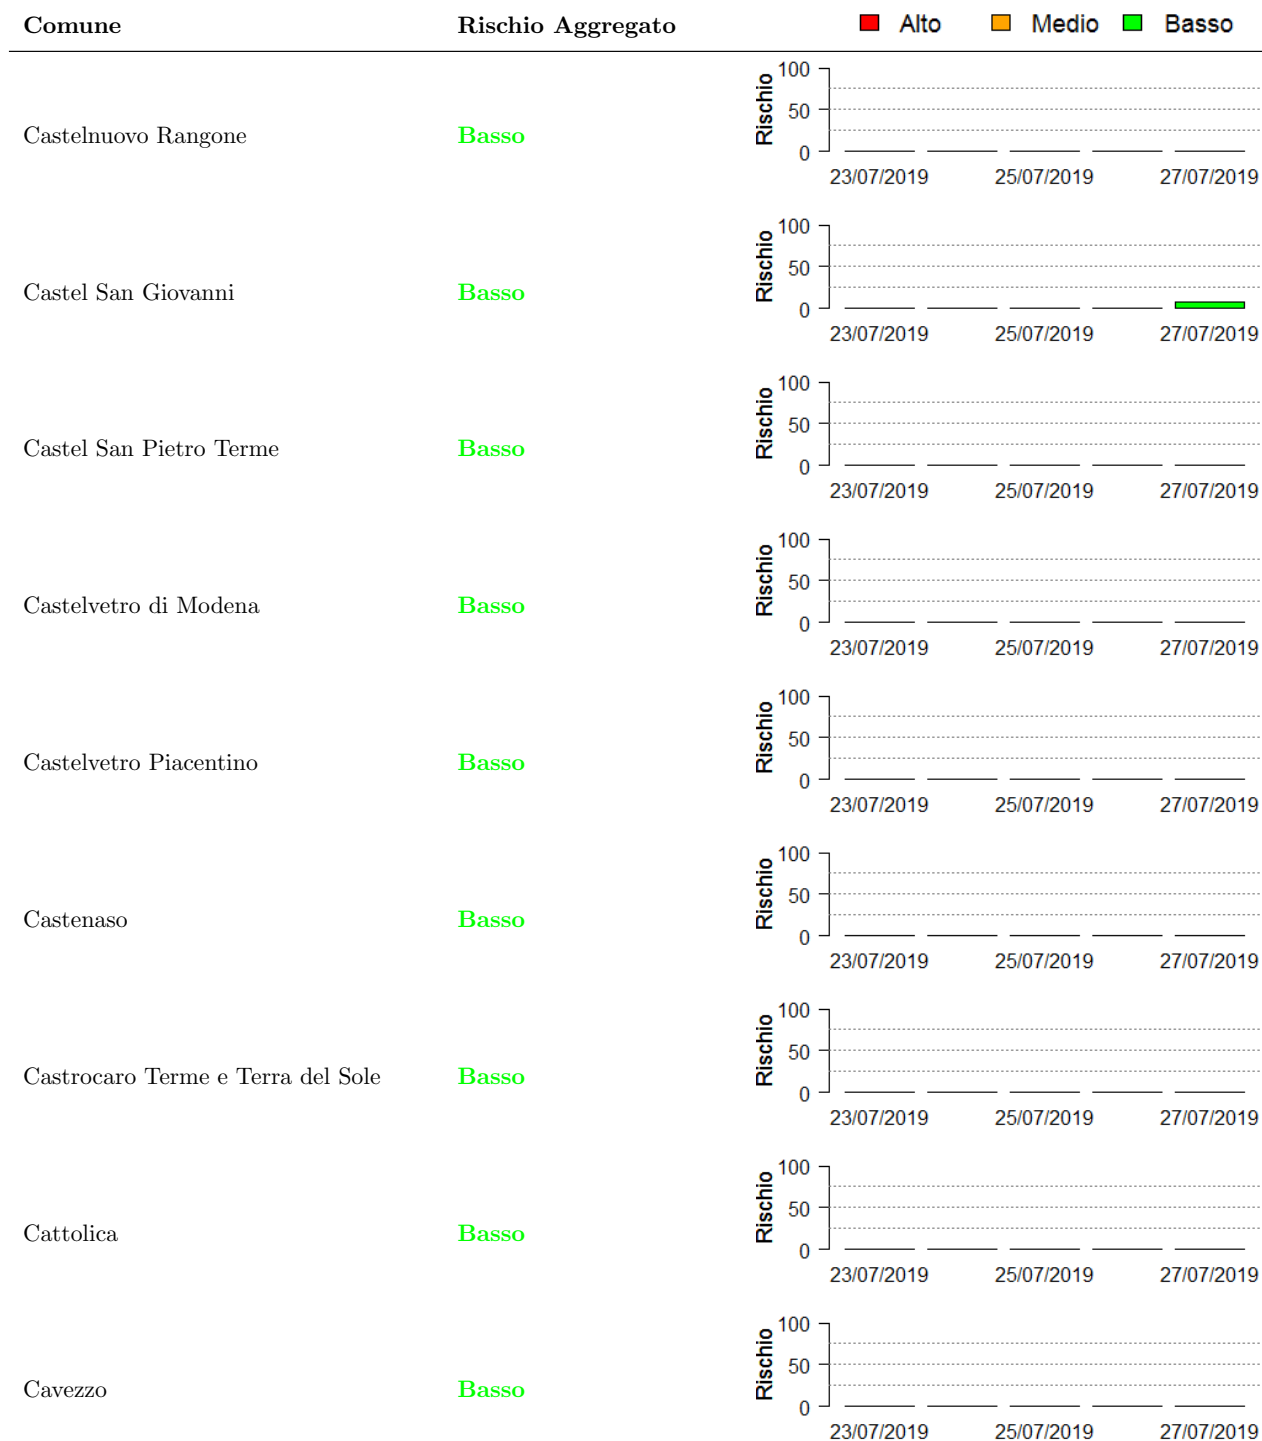 Comune Rischio Aggregato Alto Medio Basso
100
50
0
Rischio
Castelnuovo Rangone Basso
23/07/2019 25/07/2019 27/07/2019
100
50
0
Rischio
Castel San Giovanni Basso
23/07/2019 25/07/2019 27/07/2019
100
50
0
Rischio
Castel San Pietro Terme Basso
23/07/2019 25/07/2019 27/07/2019
100
50
0
Rischio
Castelvetro di Modena Basso
23/07/2019 25/07/2019 27/07/2019
100
50
0
Rischio
Castelvetro Piacentino Basso
23/07/2019 25/07/2019 27/07/2019
100
50
0
Rischio
Castenaso Basso
23/07/2019 25/07/2019 27/07/2019
100
50
0
Rischio
Castrocaro Terme e Terra del Sole Basso
23/07/2019 25/07/2019 27/07/2019
100
50
0
Rischio
Cattolica Basso
23/07/2019 25/07/2019 27/07/2019
100
50
0
Rischio
Cavezzo Basso
23/07/2019 25/07/2019 27/07/2019